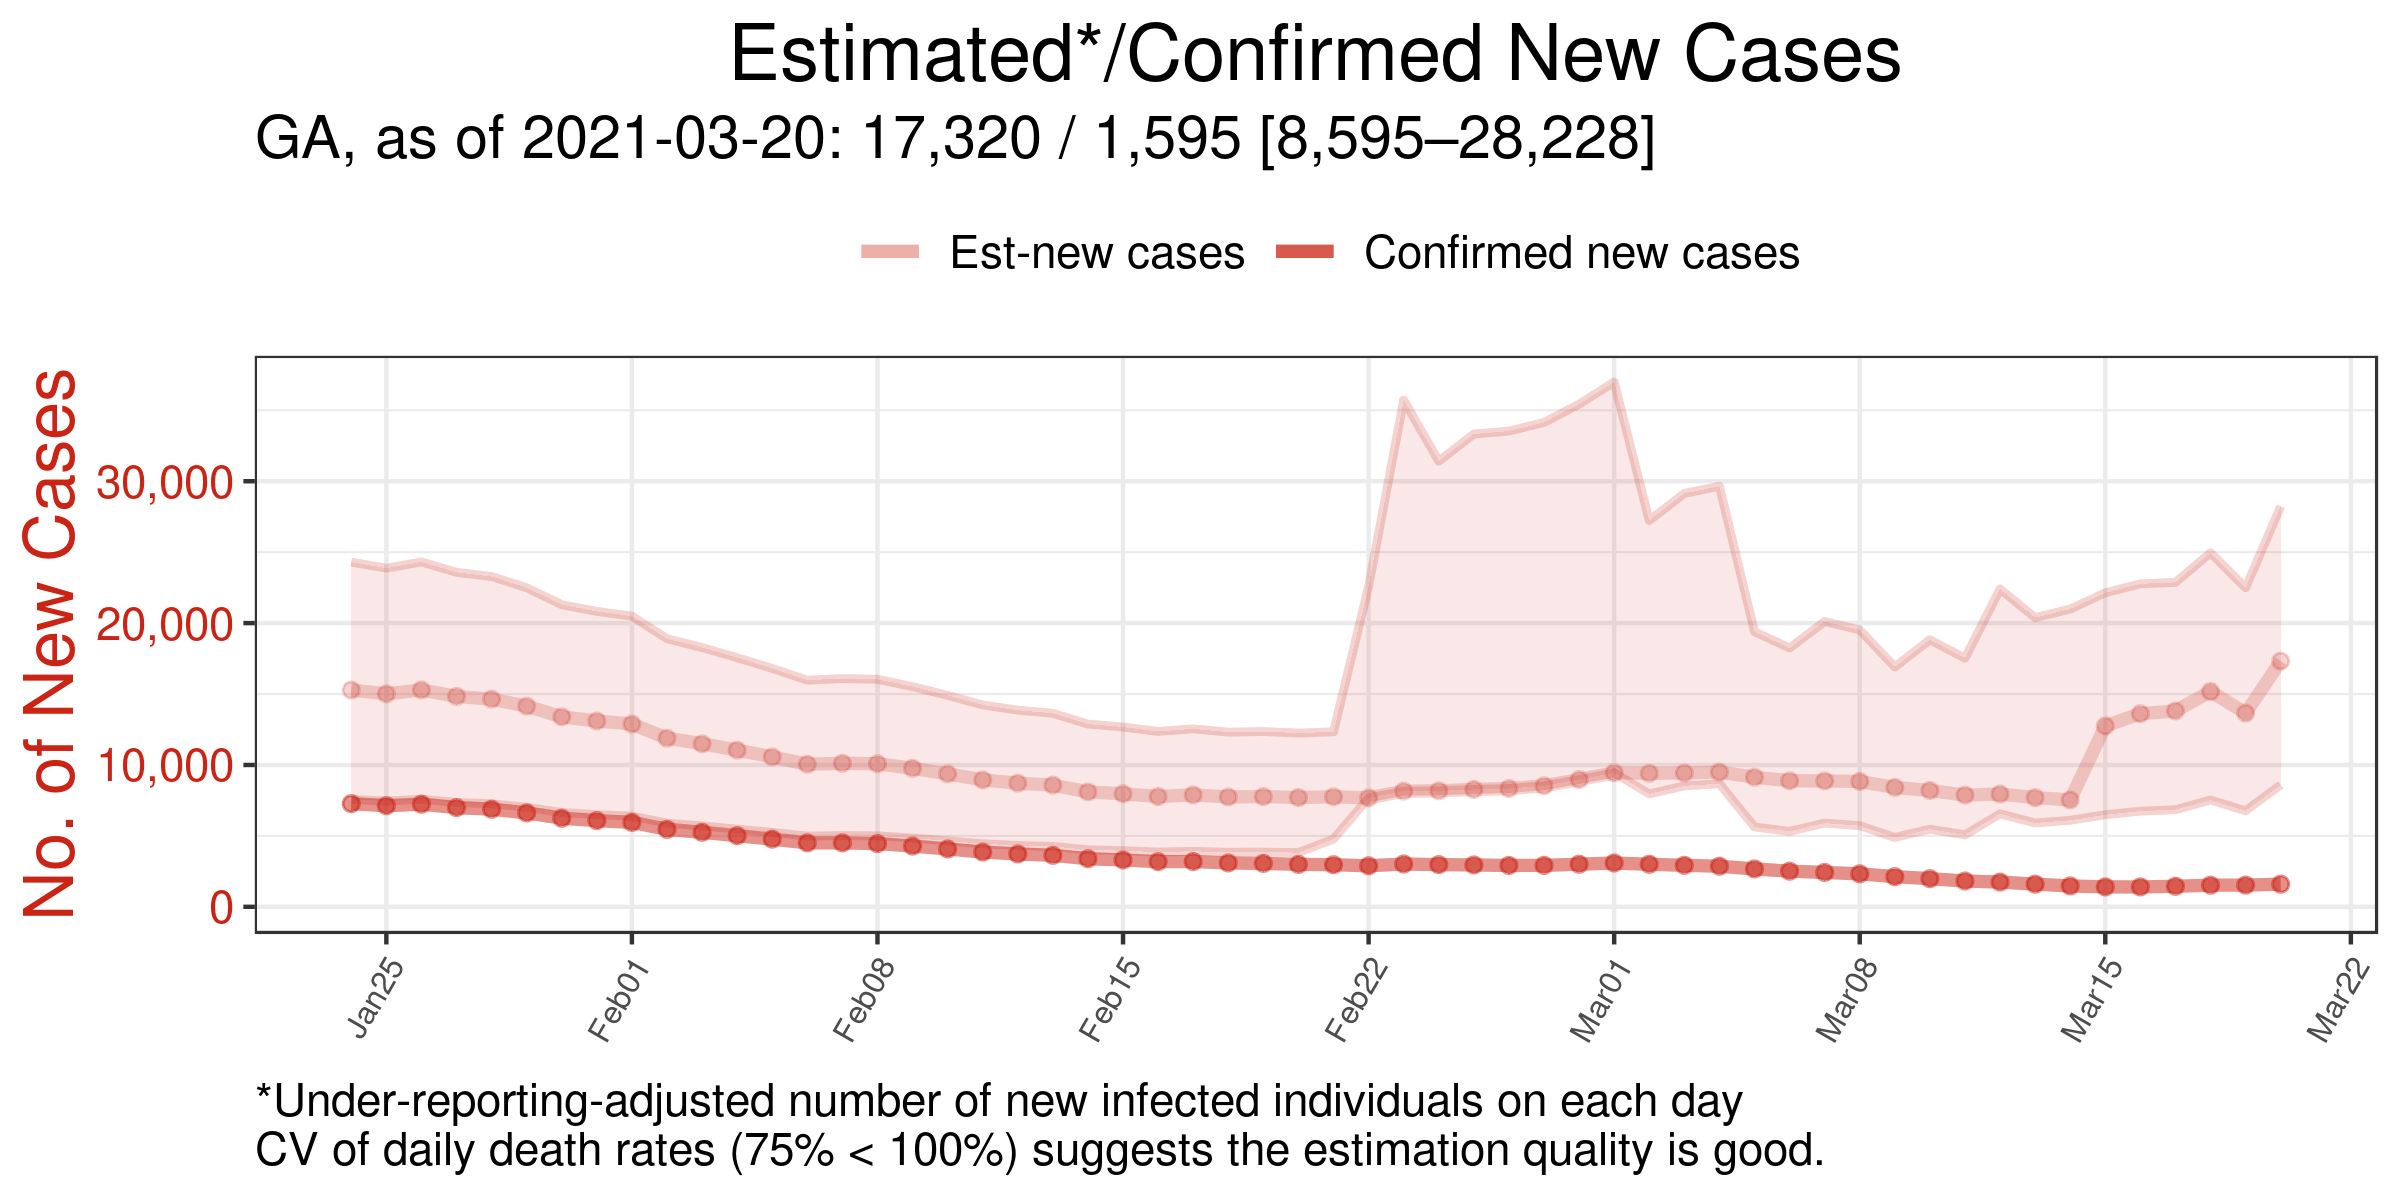 Estimated*/Confirmed New Cases
GA, as of 2021-03-20: 17,320 / 1,595 [8,595–28,228]
Est-new cases
Confirmed new cases
No. of New Cases
30,000
20,000
10,000
0
Jan25
Feb01
Feb08
Feb15
Feb22
Mar01
Mar08
Mar15
Mar22
*Under-reporting-adjusted number of new infected individuals on each day
CV of daily death rates (75% < 100%) suggests the estimation quality is good.